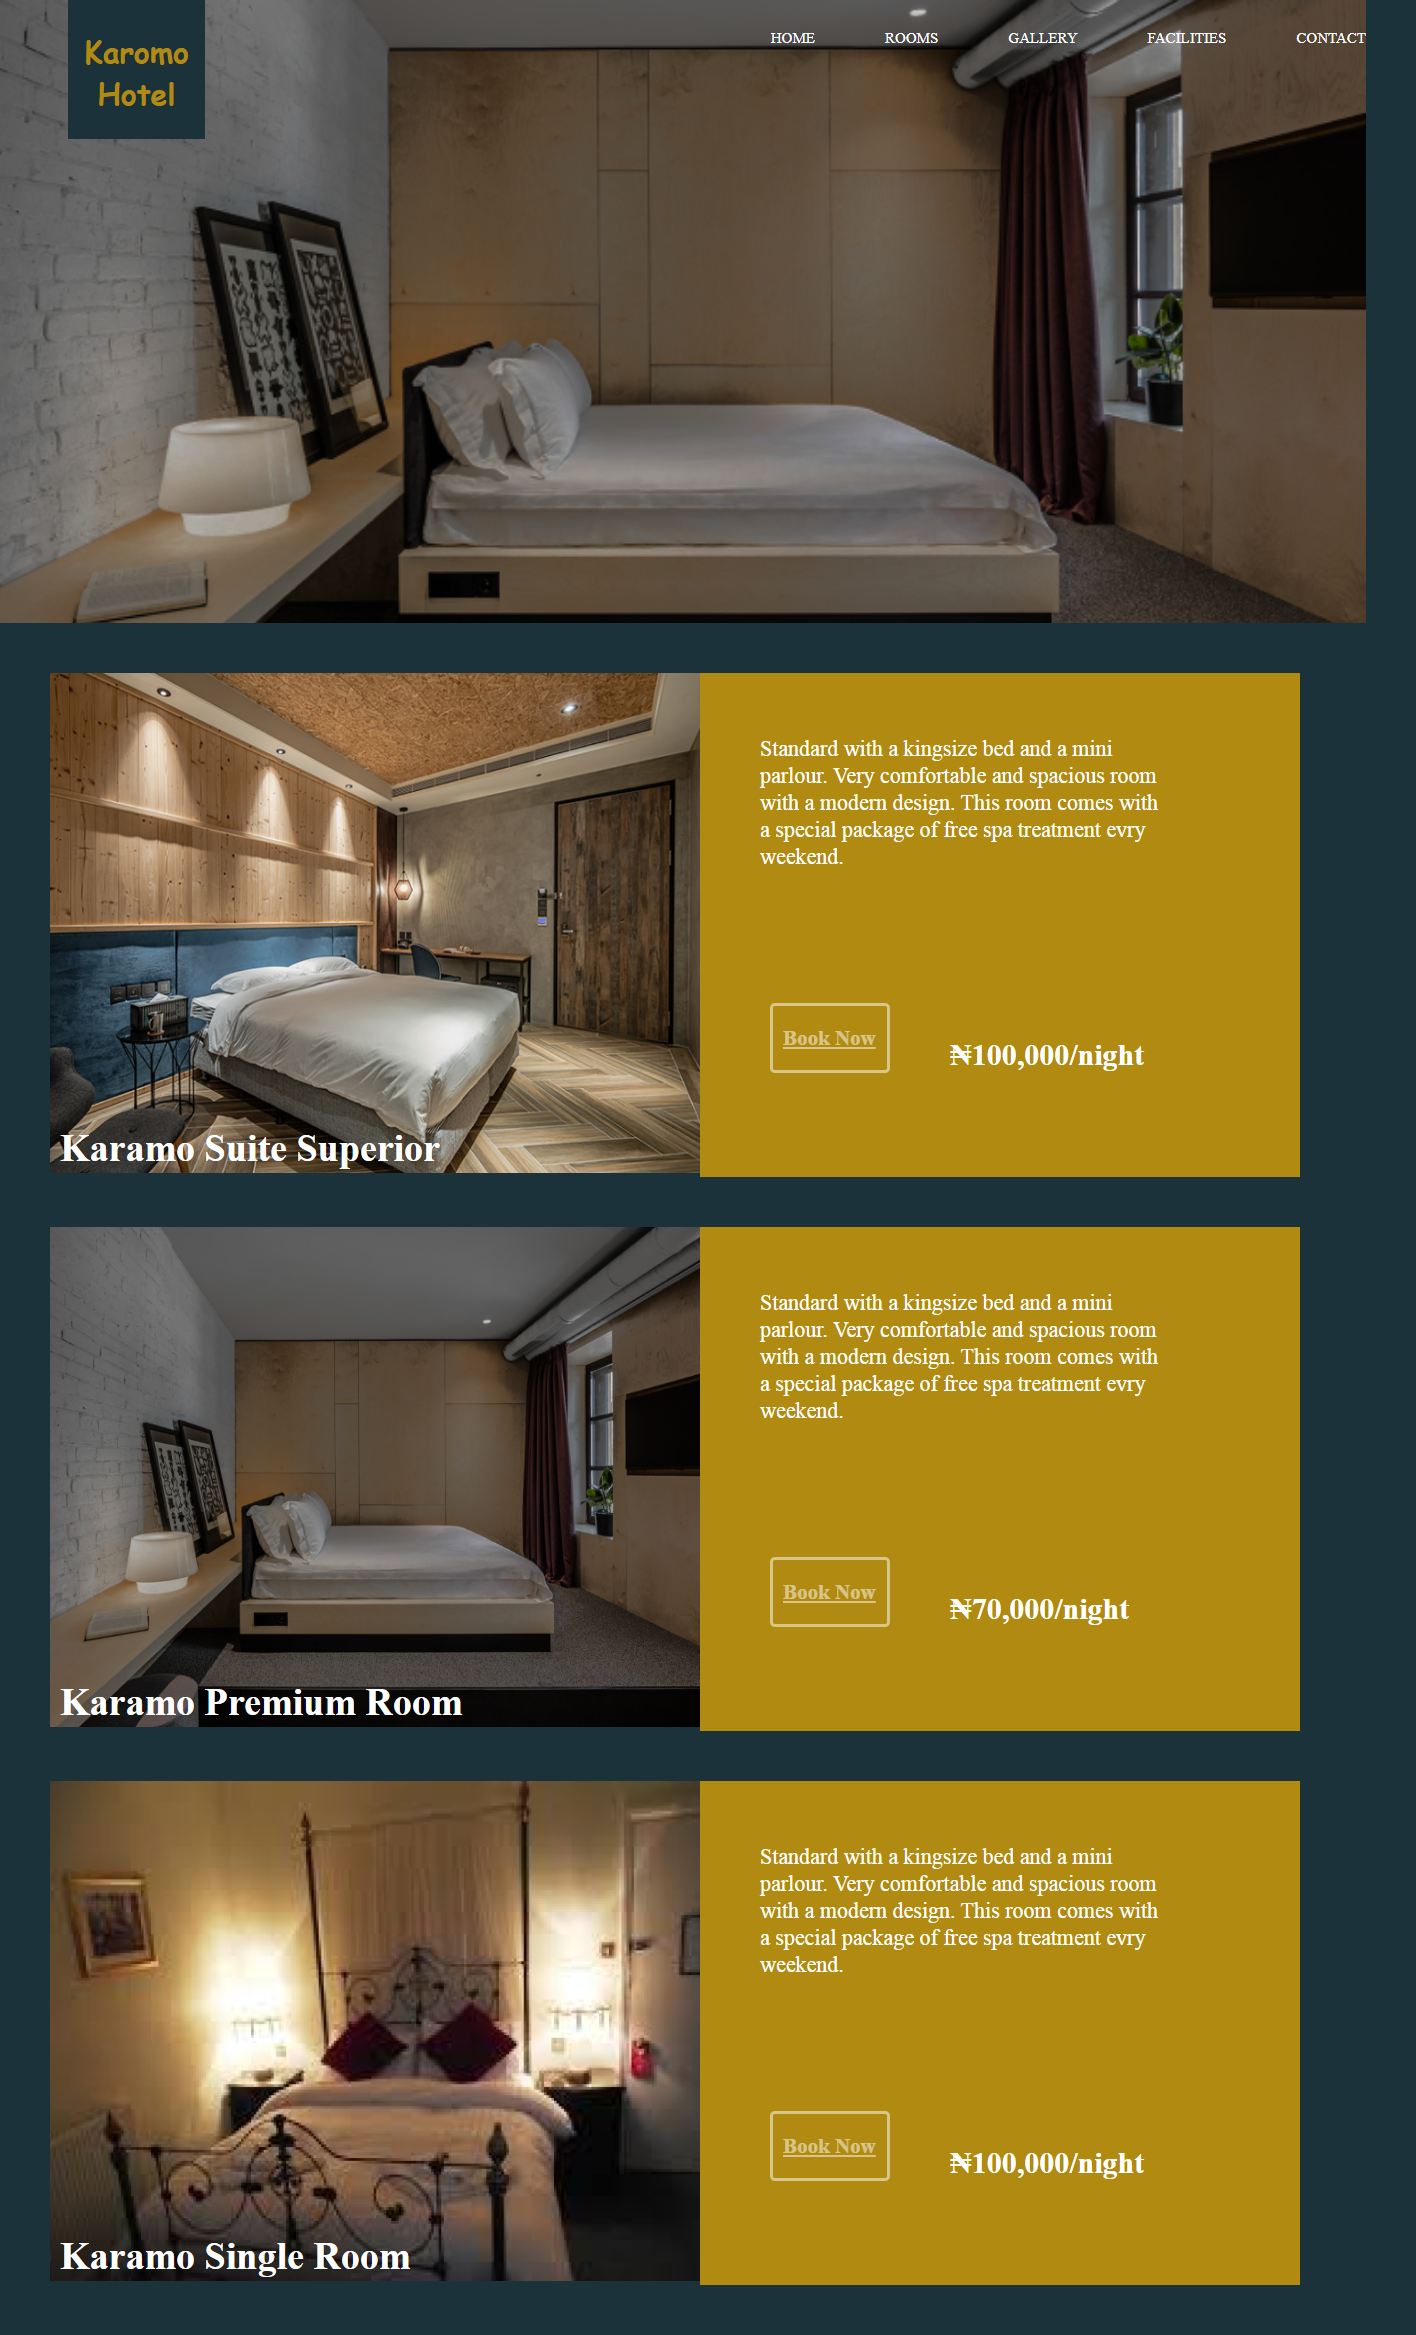 Karomo
Hotel
HOME ROOMS GALLERY FACILITIES CONTACT
Standard with a kingsize bed and a mini
parlour. Very comfortable and spacious room
with a modern design. This room comes with
a special package of free spa treatment evry
weekend.
Book Now
₦100,000/night
Karamo Suite Superior
Standard with a kingsize bed and a mini
parlour. Very comfortable and spacious room
with a modern design. This room comes with
a special package of free spa treatment evry
weekend.
Book Now
₦70,000/night
Karamo Premium Room
Standard with a kingsize bed and a mini
parlour. Very comfortable and spacious room
with a modern design. This room comes with
a special package of free spa treatment evry
weekend.
Book Now
₦100,000/night
Karamo Single Room